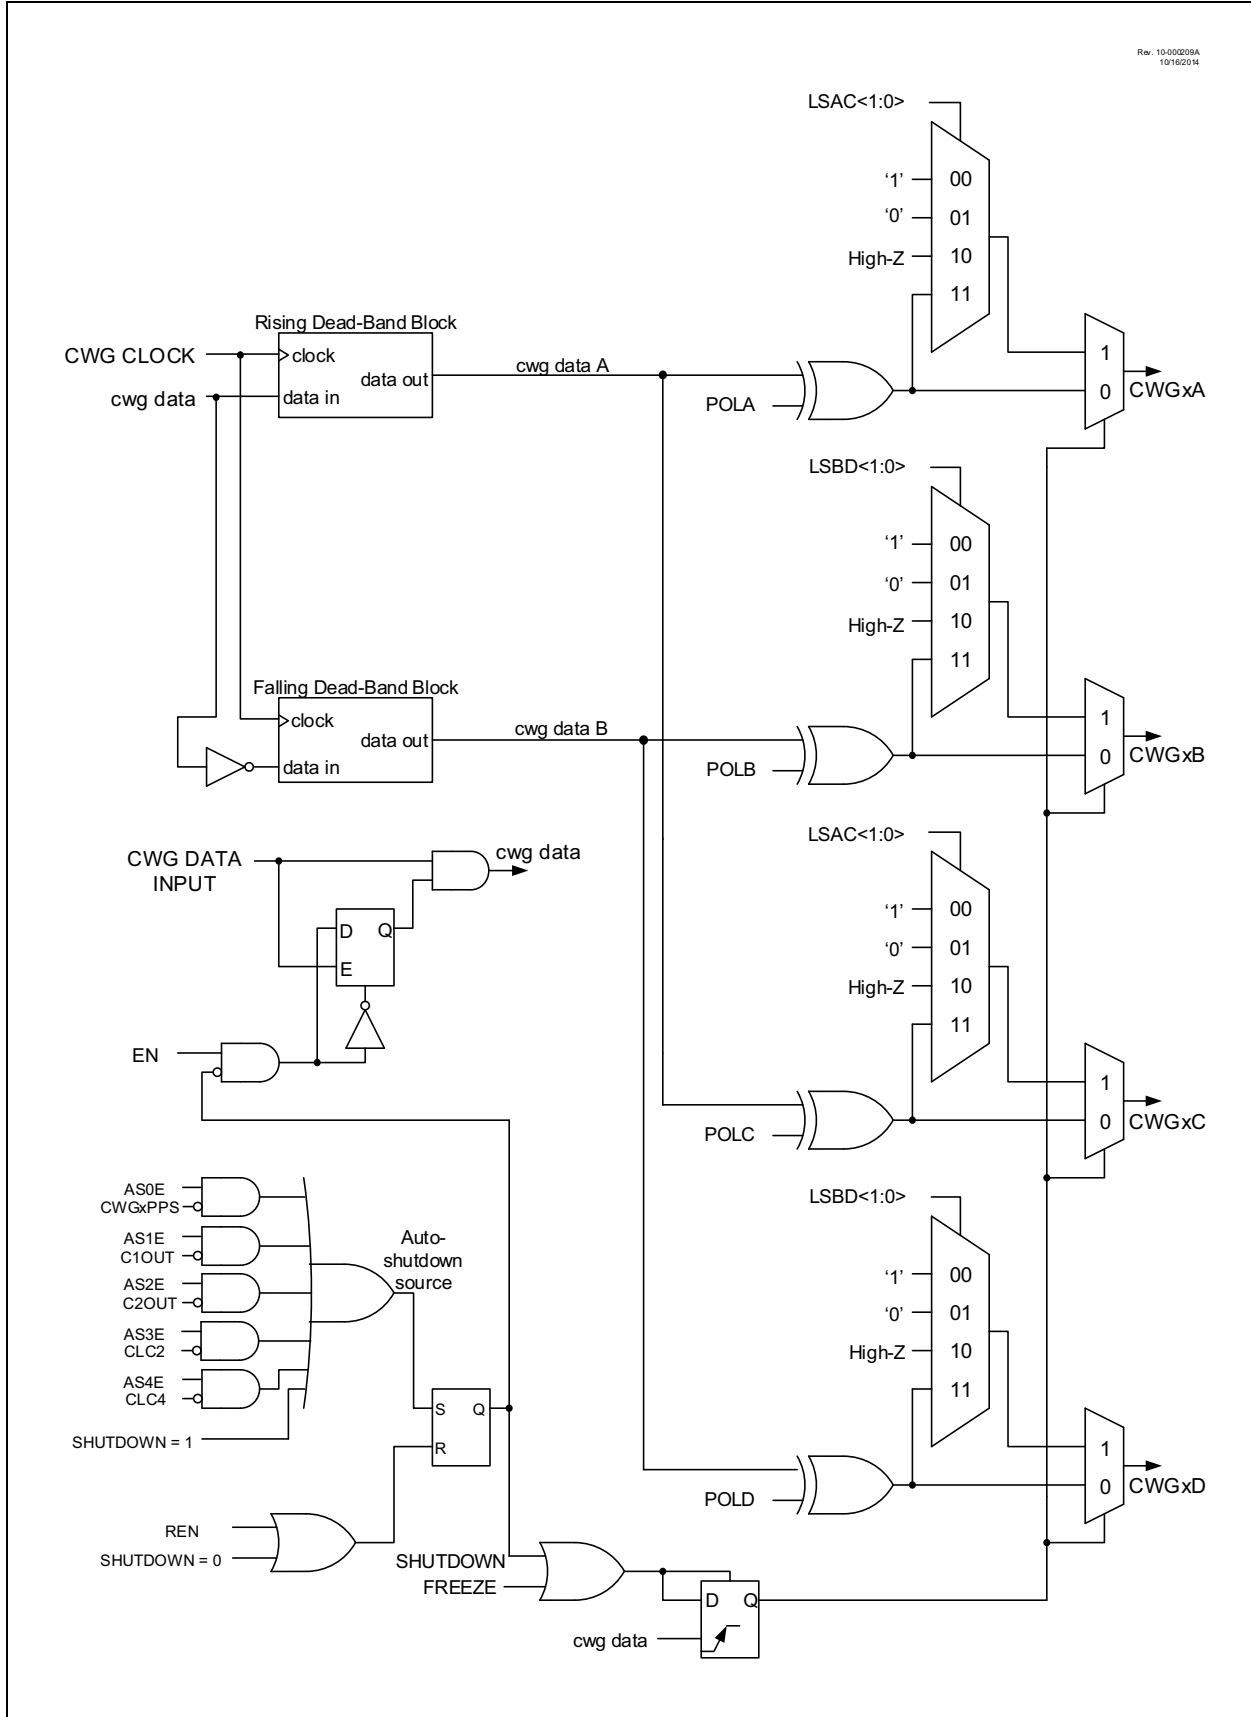 Rev. 10-000209A
10/16/2014
LSAC<1:0>
‘1’
00
‘0’
01
High-Z
10
11
Rising Dead-Band Block
CWG CLOCK
clock
cwg data
data in
data out
cwg data A
POLA
1
0
CWGxA
LSBD<1:0>
‘1’
00
‘0’
01
High-Z
10
11
Falling Dead-Band Block
clock
data out
data in
cwg data B
POLB
1
0
CWGxB
CWG DATA
INPUT
cwg data
D
Q
E
EN
LSAC<1:0>
‘1’
00
‘0’
01
High-Z
10
11
POLC
1
0
CWGxC
AS0E
CWGxPPS
AS1E
C1OUT
AS2E
C2OUT
AS3E
CLC2
AS4E
CLC4
SHUTDOWN = 1
Auto-
shutdown
source
S
Q
R
REN
SHUTDOWN = 0
LSBD<1:0>
‘1’
00
‘0’
01
High-Z
10
11
POLD
1
0
CWGxD
SHUTDOWN
FREEZE
D
Q
cwg data